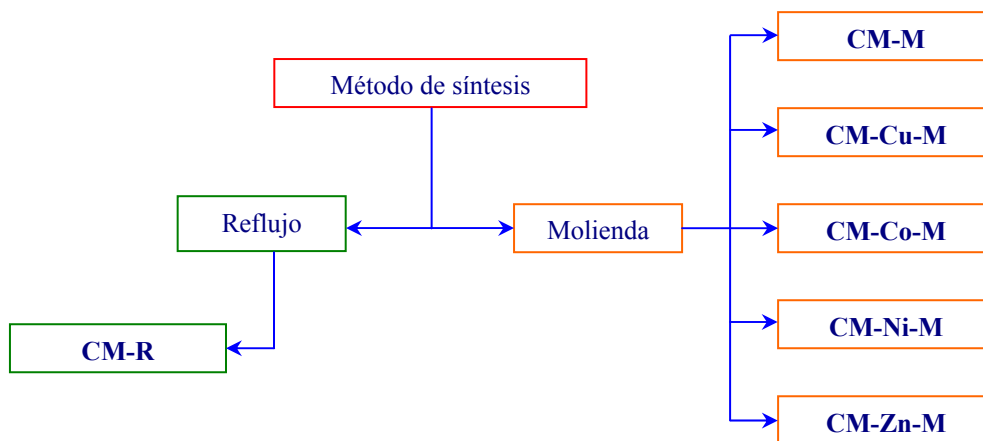 Método de síntesis
Reflujo
CM-R
Molienda
CM-M
CM-Cu-M
CM-Co-M
CM-Ni-M
CM-Zn-M